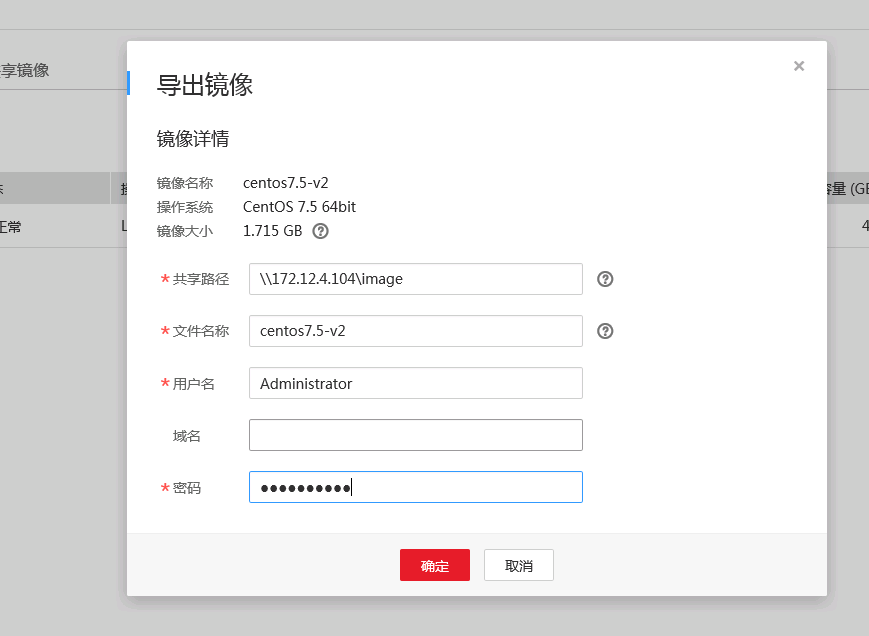 享镜像
×
导出镜像
镜像详情
镜像名称 centos7.5-v2
操作系统 CentOS 7.5 64bit
镜像大小 1.715 GB ?
容量 (GB
正常 L 4
* 共享路径 \\172.12.4.104\image ?
* 文件名称 centos7.5-v2 ?
* 用户名 Administrator
域名
* 密码 ●●●●●●●●●●
确定 取消